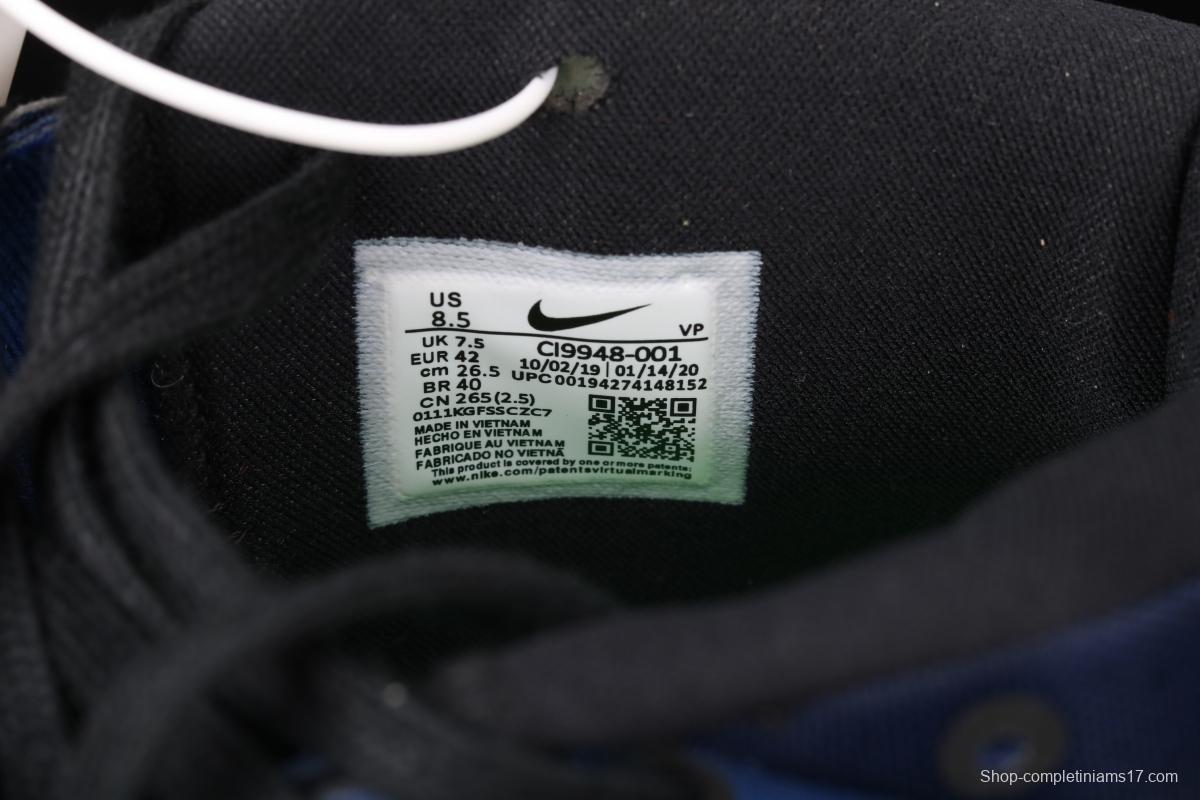 US
8.5
VP
UK 7.5
EUR 42
cm 26.5
BR 40
CN 265(2.5)
CI9948-001
10/02/19 | 01/14/20
UPC 00194274148152
0111KGFSSCZC7
MADE IN VIETNAM
HECHO EN VIETNAM
FABRIQUE AU VIETNAM
FABRICADO NO VIETNÃ
This product is covered by one or more patents:
www.nike.com/patentsvirtualmarking
Shop-completiniams17.com